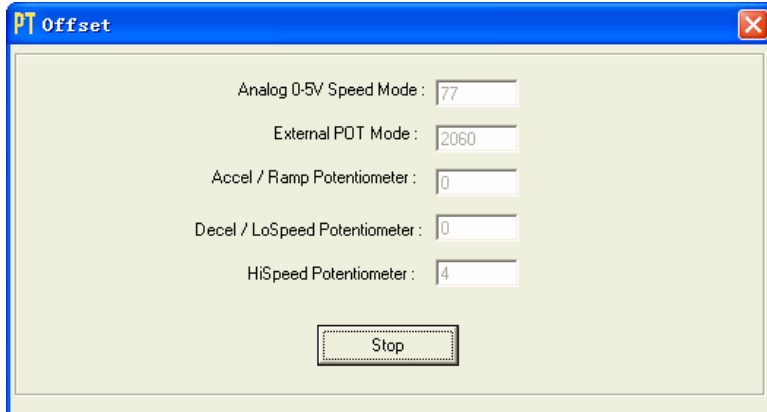 PT Offset
Analog 0-5V Speed Mode : 77
External POT Mode : 2060
Accel / Ramp Potentiometer : 0
Decel / LoSpeed Potentiometer : 0
HiSpeed Potentiometer : 4
Stop